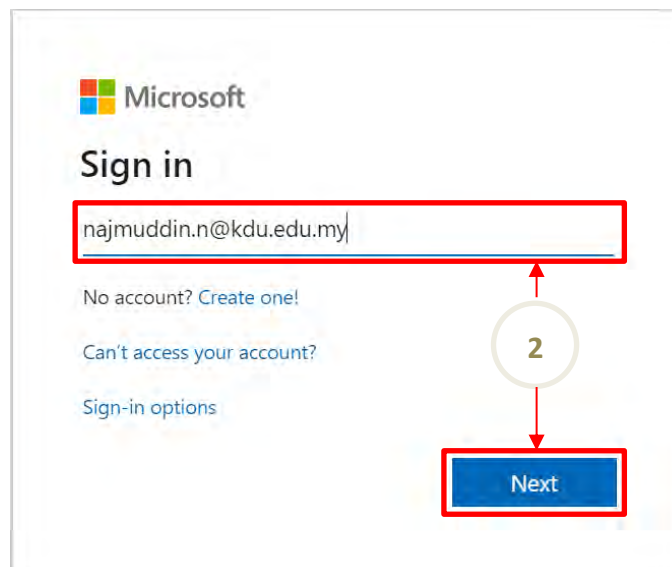 Microsoft
Sign in
najmuddin.n@kdu.edu.my
No account? Create one!
Can't access your account?
2
Sign-in options
Next